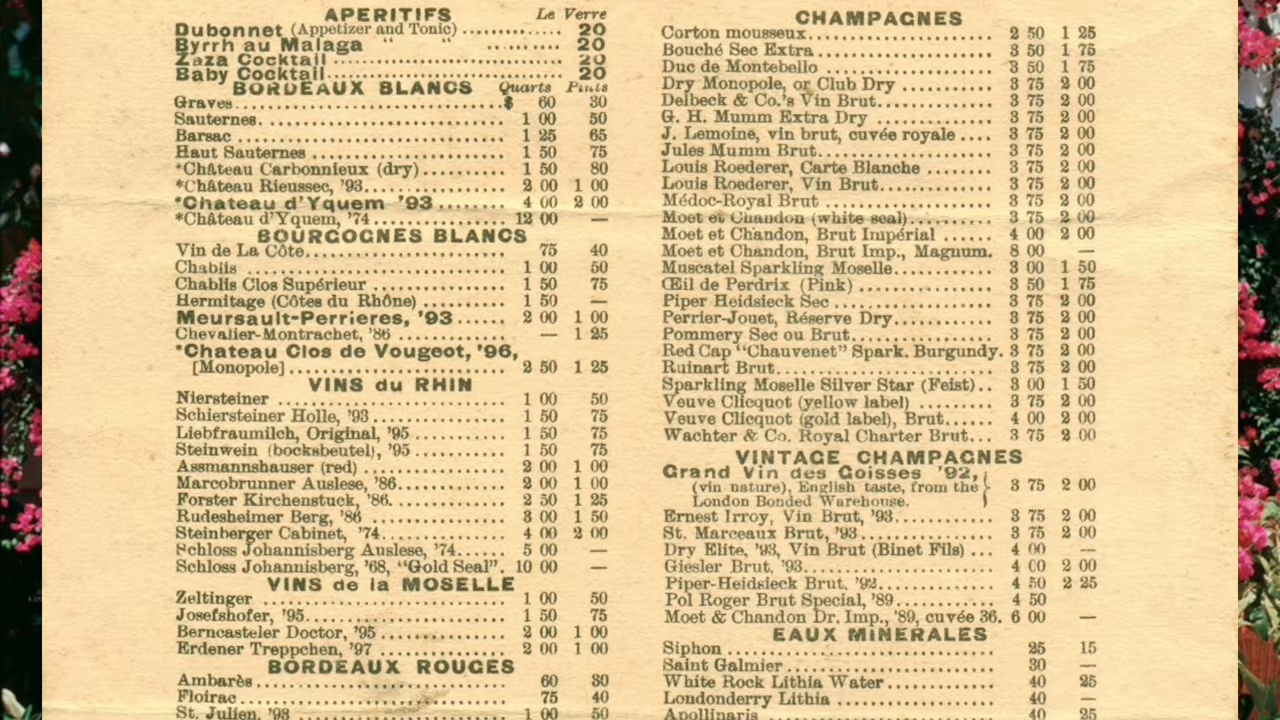 APERITIFS Le Verre
Dubonnet (Appetizer and Tonic) 20
Byrrh au Malaga " " 20
Zaza Cocktail 20
Baby Cocktail 20
BORDEAUX BLANCS Quarts Pints
Graves $ 60 30
Sauternes. 1 00 50
Barsac 1 25 65
Haut Sauternes 1 50 75
*Château Carbonnieux (dry) 1 50 80
*Château Rieussec, '93 2 00 1 00
*Chateau d'Yquem '93 4 00 2 00
*Château d'Yquem, '74 12 00 —
BOURGOGNES BLANCS
Vin de La Côte 75 40
Chablis 1 00 50
Chablis Clos Supérieur 1 50 75
Hermitage (Côtes du Rhône) 1 50 —
Meursault-Perrieres, '93 2 00 1 00
Chevalier-Montrachet, '86 — 1 25
*Chateau Clos de Vougeot, '96,
[Monopole] 2 50 1 25
VINS du RHIN
Niersteiner 1 00 50
Schiersteiner Holle, '93 1 50 75
Liebfraumilch, Original, '95 1 50 75
Steinwein (bocksbeutel), '95 1 50 75
Assmannshauser (red) 2 00 1 00
Marcobrunner Auslese, '86 2 00 1 00
Forster Kirchenstuck, '86. 2 50 1 25
Rudesheimer Berg, '86 3 00 1 50
Steinberger Cabinet, '74 4 00 2 00
Schloss Johannisberg Auslese, '74 5 00 —
Schloss Johannisberg, '68, "Gold Seal". 10 00 —
VINS de la MOSELLE
Zeltinger 1 00 50
Josefshofer, '95 1 50 75
Berncasteler Doctor, '95 2 00 1 00
Erdener Treppchen, '97 2 00 1 00
BORDEAUX ROUGES
Ambarès 60 30
Floirac 75 40
St. Julien, '93 1 00 50
CHAMPAGNES
Corton mousseux 2 50 1 25
Bouché Sec Extra 3 50 1 75
Duc de Montebello 3 50 1 75
Dry Monopole, or Club Dry 3 75 2 00
Delbeck & Co.'s Vin Brut 3 75 2 00
G. H. Mumm Extra Dry 3 75 2 00
J. Lemoine, vin brut, cuvée royale 3 75 2 00
Jules Mumm Brut 3 75 2 00
Louis Roederer, Carte Blanche 3 75 2 00
Louis Roederer, Vin Brut 3 75 2 00
Médoc-Royal Brut 3 75 2 00
Moet et Chandon (white seal) 3 75 2 00
Moet et Chandon, Brut Impérial 4 00 2 00
Moet et Chandon, Brut Imp., Magnum. 8 00 —
Muscatel Sparkling Moselle 3 00 1 50
Œil de Perdrix (Pink) 3 50 1 75
Piper Heidsieck Sec 3 75 2 00
Perrier-Jouet, Réserve Dry 3 75 2 00
Pommery Sec ou Brut 3 75 2 00
Red Cap "Chauvenet" Spark. Burgundy. 3 75 2 00
Ruinart Brut 3 75 2 00
Sparkling Moselle Silver Star (Feist) 3 00 1 50
Veuve Clicquot (yellow label) 3 75 2 00
Veuve Clicquot (gold label), Brut 4 00 2 00
Wachter & Co. Royal Charter Brut 3 75 2 00
VINTAGE CHAMPAGNES
Grand Vin des Goisses '92,
(vin nature), English taste, from the 3 75 2 00
London Bonded Warehouse.
Ernest Irroy, Vin Brut, '93 3 75 2 00
St. Marceaux Brut, '93 3 75 2 00
Dry Elite, '93, Vin Brut (Binet Fils) 4 00 —
Giesler Brut, '93 4 00 2 00
Piper-Heidsieck Brut, '92 4 50 2 25
Pol Roger Brut Special, '89 4 50
Moet & Chandon Dr. Imp., '89, cuvée 36. 6 00 —
EAUX MINERALES
Siphon 25 15
Saint Galmier 30 —
White Rock Lithia Water 40 25
Londonderry Lithia 40 —
Apollinaris 40 25